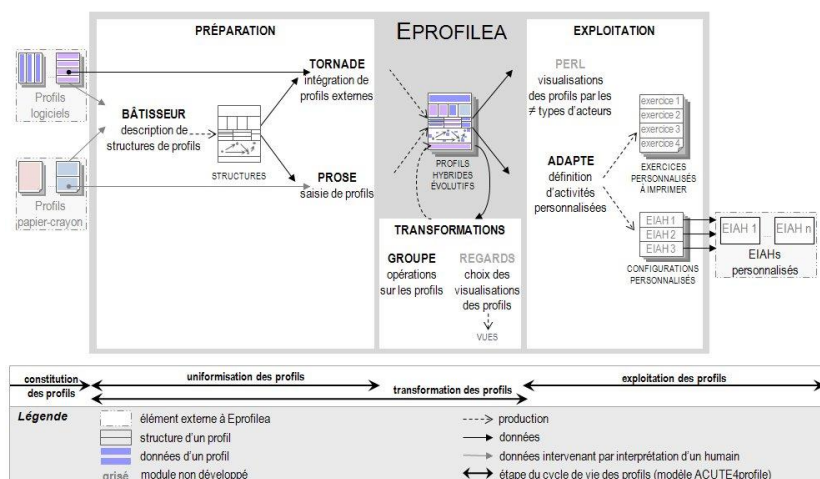 PRÉPARATION
EPROFILEA
EXPLOITATION
Profils
logiciels
Profils
papier-crayon
BÂTISSEUR
description de
structures de profils
STRUCTURES
TORNADE
intégration de
profils externes
PROSE
saisie de profils
PROFILS
HYBRIDES
ÉVOLUTIFS
TRANSFORMATIONS
GROUPE
opérations
sur les profils
REGARDS
choix des
visualisations
des profils
VUES
PERL
visualisations
des profils par les
≠ types d'acteurs
ADAPTE
définition
d'activités
personnalisées
exercice 1
exercice 2
exercice 3
exercice 4
EXERCICES
PERSONNALISÉS
À IMPRIMER
EIAH 1
EIAH 2
EIAH 3
CONFIGURATIONS
PERSONNALISÉS
EIAH 1 ... EIAH n
EIAHs
personnalisés
constitution
des profils
uniformisation des profils
transformation des profils
exploitation des profils
Légende
élément externe à Eprofilea
structure d'un profil
données d'un profil
grisé module non développé
production
données
données intervenant par interprétation d'un humain
étape du cycle de vie des profils (modèle ACUTE4profile)